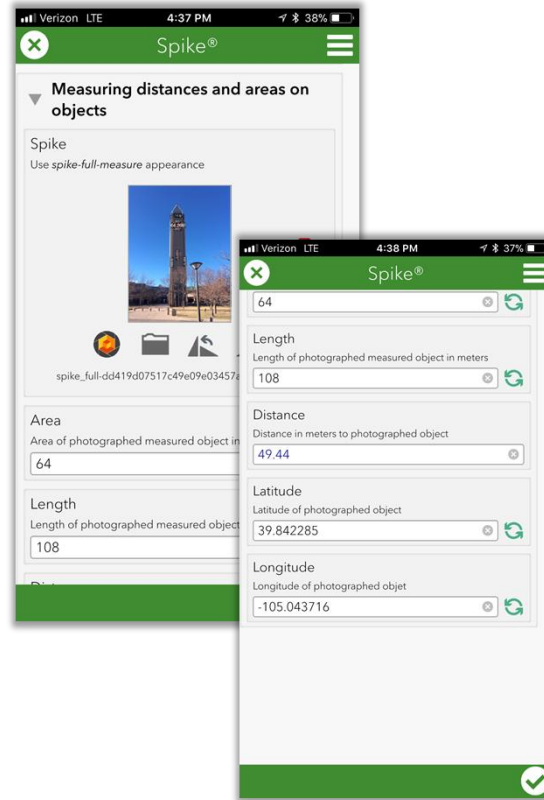 Verizon LTE 4:37 PM 38%
Spike®
Measuring distances and areas on
objects
Spike
Use spike-full-measure appearance
spike_full-dd419d07517c49e09e03457a
Area
Area of photographed measured object in
64
Length
Length of photographed measured object
108
Verizon LTE 4:38 PM 37%
Spike®
64
Length
Length of photographed measured object in meters
108
Distance
Distance in meters to photographed object
49.44
Latitude
Latitude of photographed object
39.842285
Longitude
Longitude of photographed objet
-105.043716